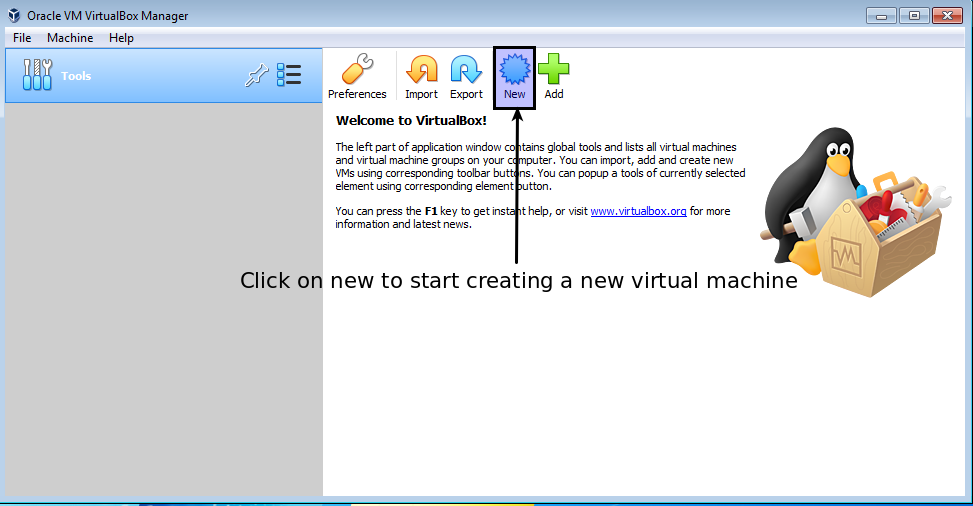 Oracle VM VirtualBox Manager
File Machine Help
Tools
Preferences Import Export New Add
Welcome to VirtualBox!
The left part of application window contains global tools and lists all virtual machines
and virtual machine groups on your computer. You can import, add and create new
VMs using corresponding toolbar buttons. You can popup a tools of currently selected
element using corresponding element button.
You can press the F1 key to get instant help, or visit www.virtualbox.org for more
information and latest news.
Click on new to start creating a new virtual machine